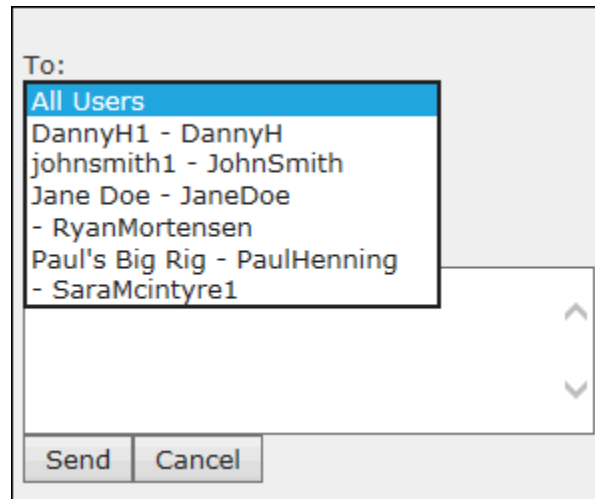 To:
All Users
DannyH1 - DannyH
johnsmith1 - JohnSmith
Jane Doe - JaneDoe
- RyanMortensen
Paul's Big Rig - PaulHenning
- SaraMcintyre1
Send Cancel